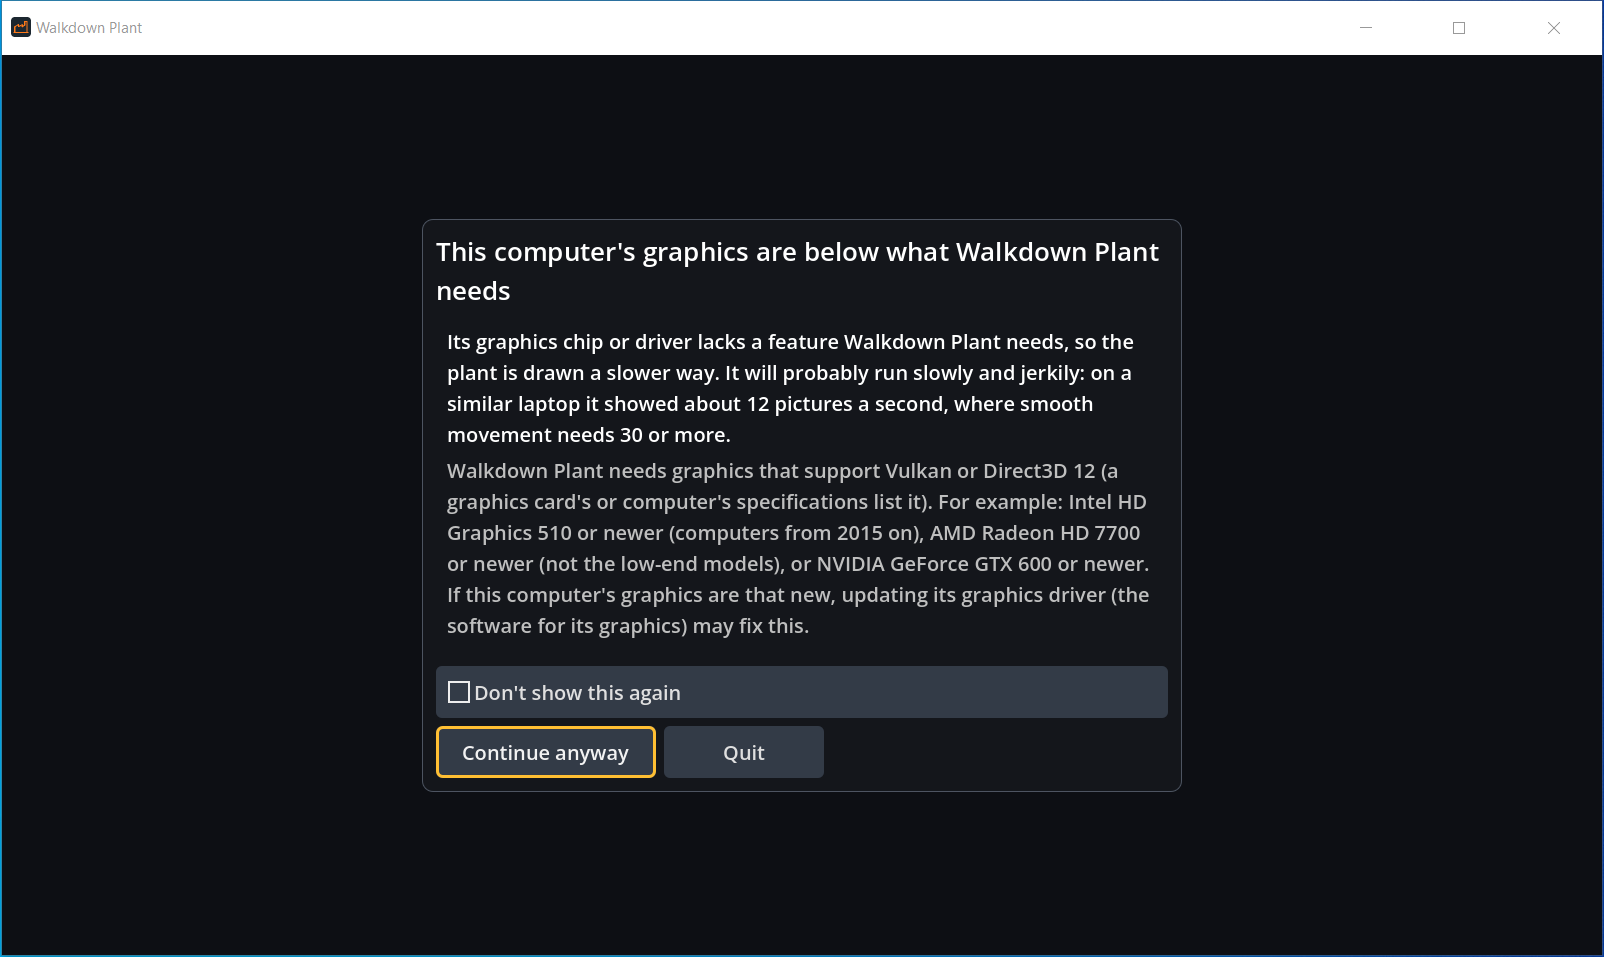 Walkdown Plant
This computer's graphics are below what Walkdown Plant
needs
Its graphics chip or driver lacks a feature Walkdown Plant needs, so the
plant is drawn a slower way. It will probably run slowly and jerkily: on a
similar laptop it showed about 12 pictures a second, where smooth
movement needs 30 or more.
Walkdown Plant needs graphics that support Vulkan or Direct3D 12 (a
graphics card's or computer's specifications list it). For example: Intel HD
Graphics 510 or newer (computers from 2015 on), AMD Radeon HD 7700
or newer (not the low-end models), or NVIDIA GeForce GTX 600 or newer.
If this computer's graphics are that new, updating its graphics driver (the
software for its graphics) may fix this.
Don't show this again
Continue anyway
Quit